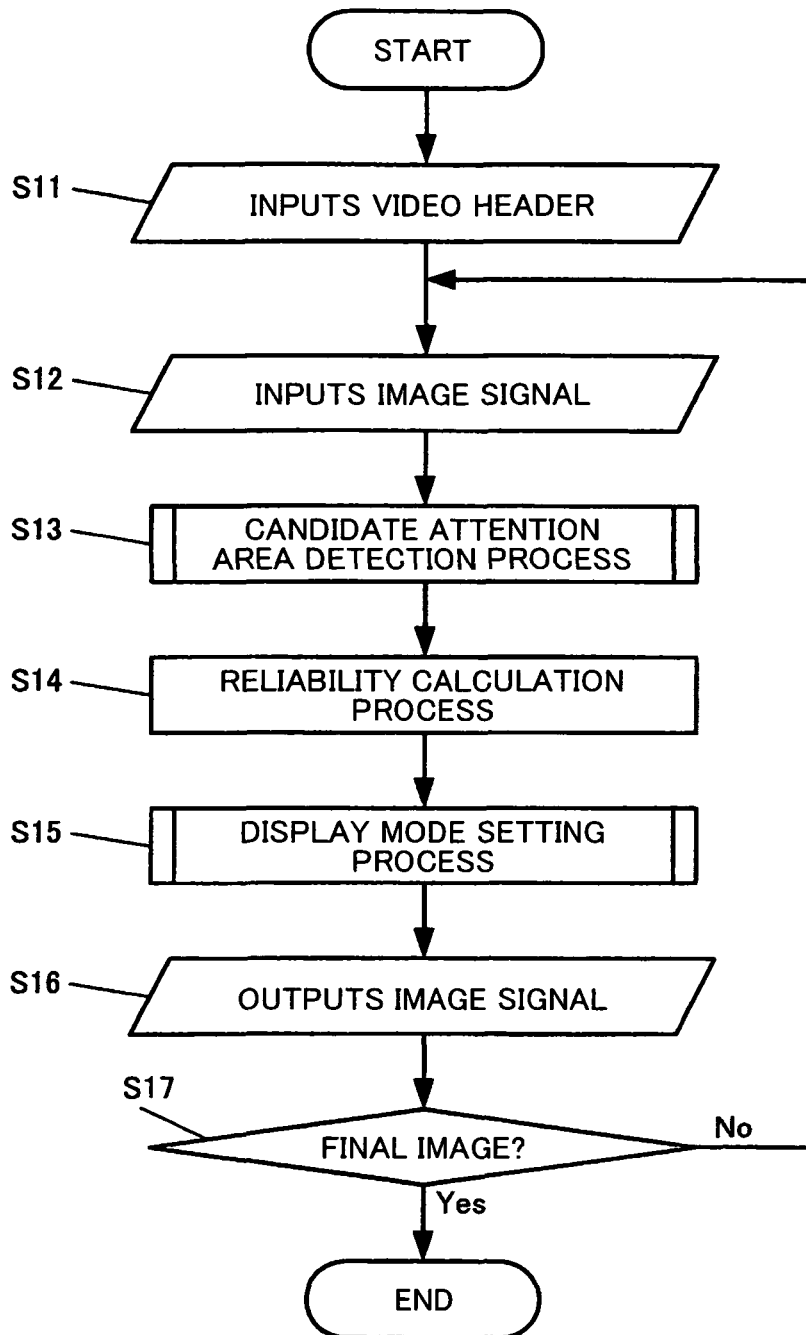 START
S11
INPUTS VIDEO HEADER
S12
INPUTS IMAGE SIGNAL
S13
CANDIDATE ATTENTION
AREA DETECTION PROCESS
S14
RELIABILITY CALCULATION
PROCESS
S15
DISPLAY MODE SETTING
PROCESS
S16
OUTPUTS IMAGE SIGNAL
S17
FINAL IMAGE?
No
Yes
END